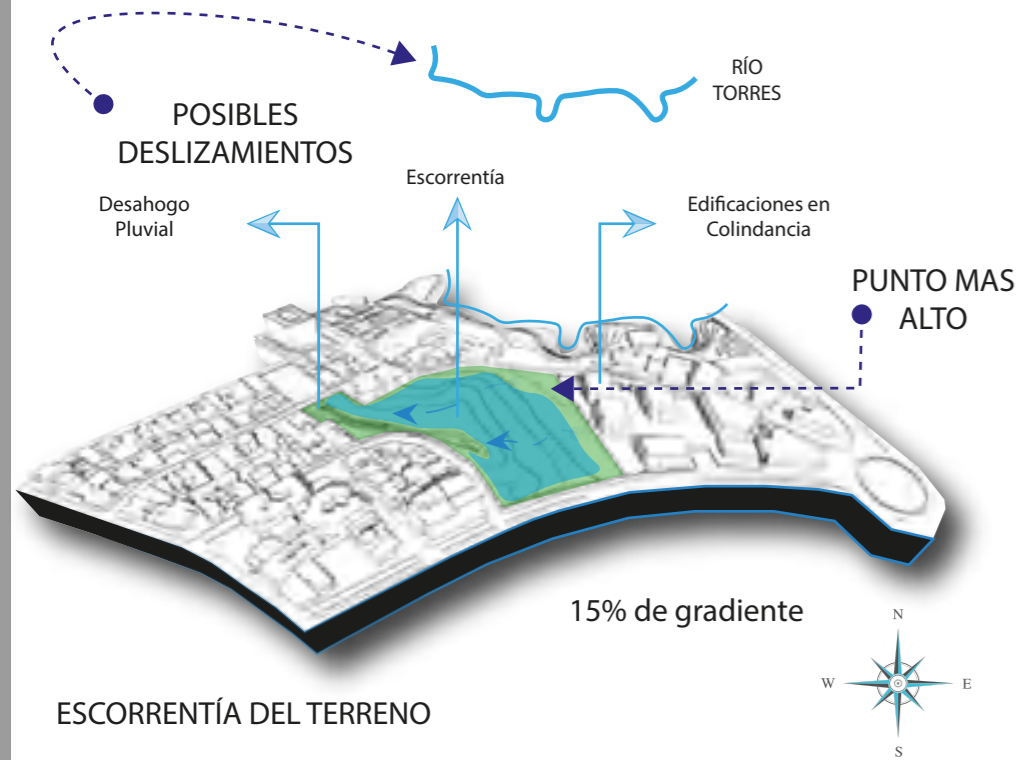 RÍO
TORRES
POSIBLES
DESLIZAMIENTOS
Escorrentía
Desahogo
Pluvial
Edificaciones en
Colindancia
PUNTO MAS
ALTO
15% de gradiente
N
W
E
S
ESCORRENTÍA DEL TERRENO